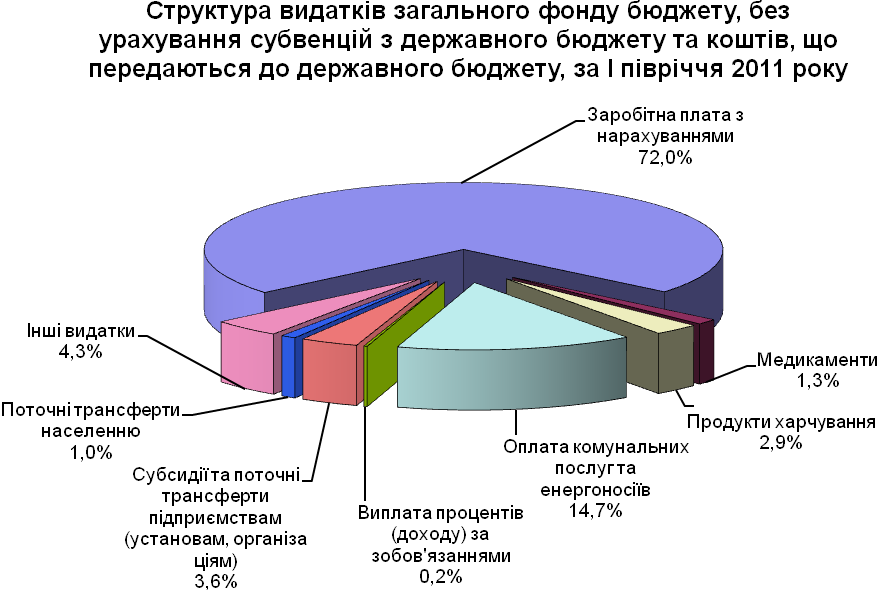 Структура видатків загального фонду бюджету, без
урахування субвенцій з державного бюджету та коштів, що
передаються до державного бюджету, за І півріччя 2011 року
Заробітна плата з
нарахуваннями
72,0%
Інші видатки
4,3%
Медикаменти
1,3%
Поточні трансферти
населенню
1,0%
Продукти харчування
2,9%
Оплата комунальних
послуг та
енергоносіїв
14,7%
Субсидії та поточні
трансферти
підприємствам
(установам, організа
ціям)
3,6%
Виплата процентів
(доходу) за
зобов'язаннями
0,2%